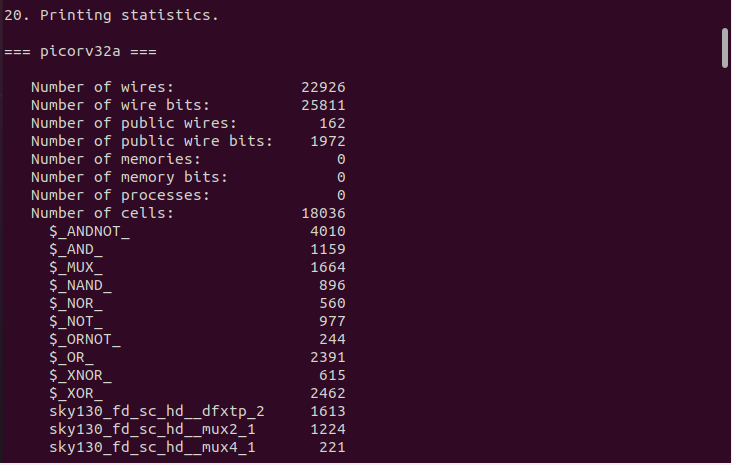 20. Printing statistics.
=== picorv32a ===
Number of wires: 22926
Number of wire bits: 25811
Number of public wires: 162
Number of public wire bits: 1972
Number of memories: 0
Number of memory bits: 0
Number of processes: 0
Number of cells: 18036
$_ANDNOT_ 4010
$_AND_ 1159
$_MUX_ 1664
$_NAND_ 896
$_NOR_ 560
$_NOT_ 977
$_ORNOT_ 244
$_OR_ 2391
$_XNOR_ 615
$_XOR_ 2462
sky130_fd_sc_hd__dfxtp_2 1613
sky130_fd_sc_hd__mux2_1 1224
sky130_fd_sc_hd__mux4_1 221